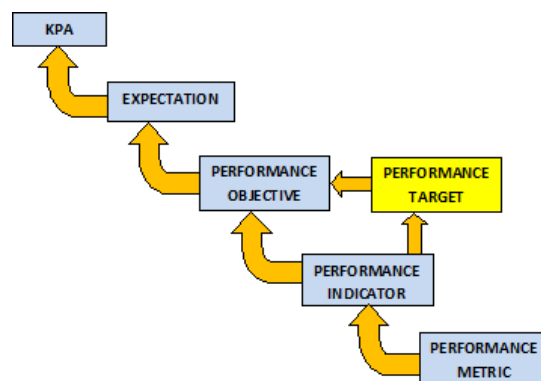 KPA
EXPECTATION
PERFORMANCE
OBJECTIVE
PERFORMANCE
TARGET
PERFORMANCE
INDICATOR
PERFORMANCE
METRIC